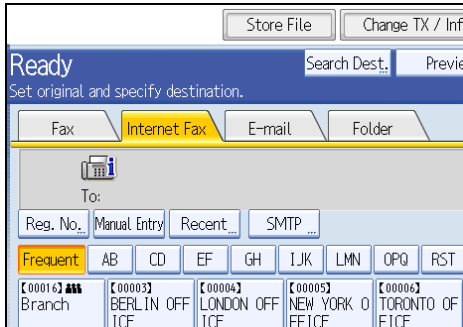 Store File Change TX / Inf
Ready Search Dest. Previe
Set original and specify destination.
Fax Internet Fax E-mail Folder
To:
Reg. No. Manual Entry Recent SMTP
Frequent AB CD EF GH IJK LMN OPQ RST
[00016] [00003] [00004] [00005] [00006]
Branch BERLIN OFF LONDON OFF NEW YORK O TORONTO OF
ICE ICE FFICE FICE